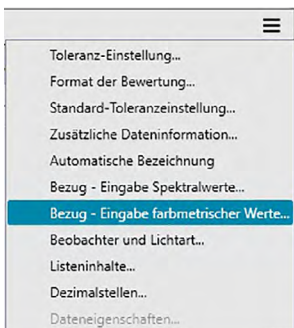 Toleranz-Einstellung...
Format der Bewertung...
Standard-Toleranzeinstellung...
Zusätzliche Dateninformation...
Automatische Bezeichnung
Bezug - Eingabe Spektralwerte...
Bezug - Eingabe farbmetrischer Werte...
Beobachter und Lichtart...
Listeninhalte...
Dezimalstellen...
Dateneigenschaften...